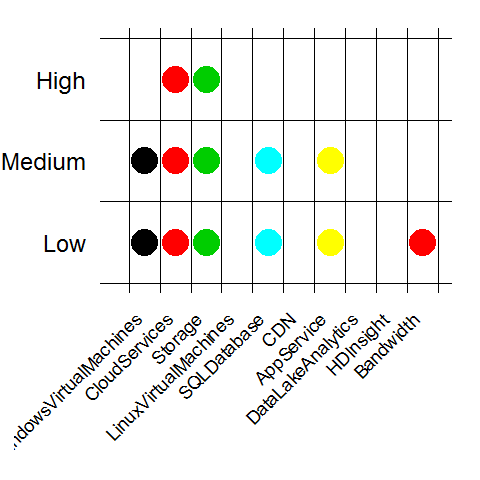 High
Medium
Low
ndowsVirtualMachines
CloudServices
Storage
LinuxVirtualMachines
SQLDatabase
CDN
AppService
DataLakeAnalytics
HDInsight
Bandwidth